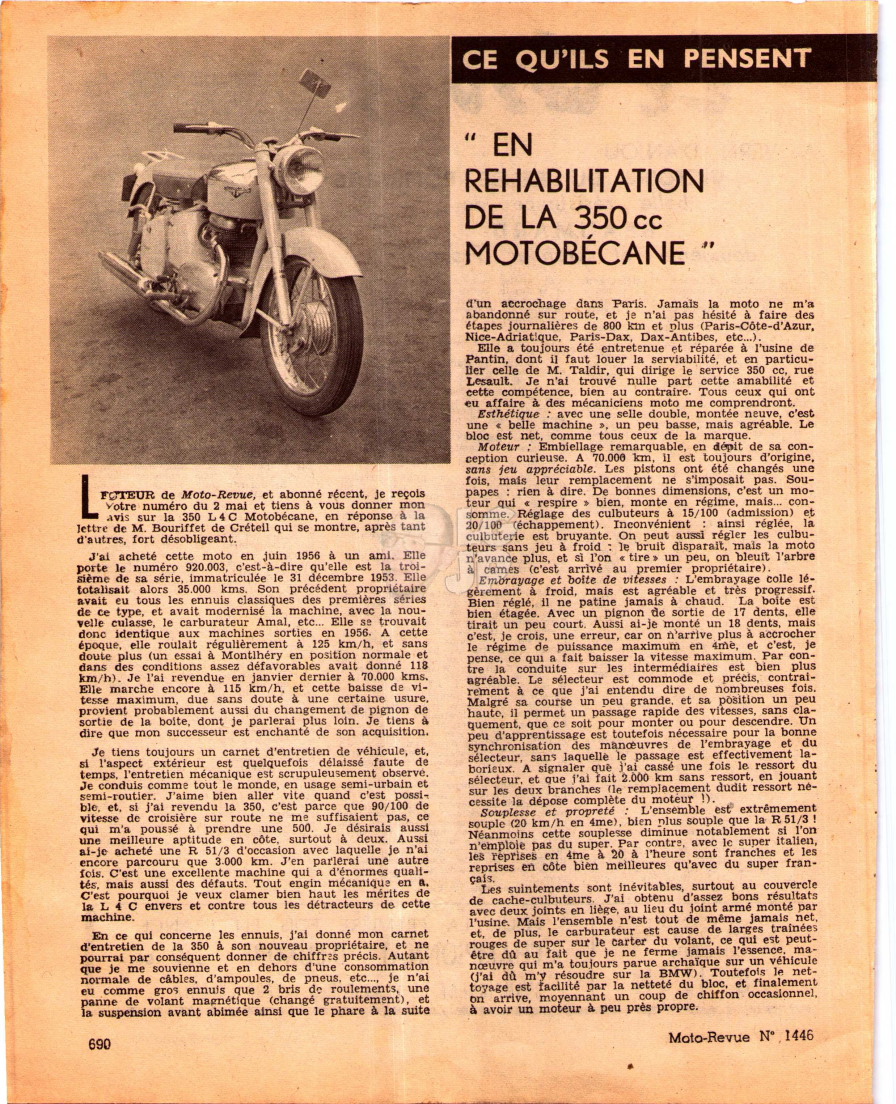 CE QU'ILS EN PENSENT
“ EN
REHABILITATION
DE LA 350 cc
MOTOBÉCANE ”
LECTEUR de Moto-Revue, et abonné récent, je reçois
votre numéro du 2 mai et tiens à vous donner mon
avis sur la 350 L4C Motobécane, en réponse à la
lettre de M. Bouriffet de Créteil qui se montre, après tant
d'autres, fort désobligeant.
J'ai acheté cette moto en juin 1956 à un ami. Elle
porte le numéro 920.003, c'est-à-dire qu'elle est la troi-
sième de sa série, immatriculée le 31 décembre 1953. Elle
totalisait alors 35.000 kms. Son précédent propriétaire
avait eu tous les ennuis classiques des premières séries
de ce type, et avait modernisé la machine, avec la nou-
velle culasse, le carburateur Amal, etc... Elle se trouvait
donc identique aux machines sorties en 1956. A cette
époque, elle roulait régulièrement à 125 km/h, et sans
doute plus (un essai à Montlhéry en position normale et
dans des conditions assez défavorables avait donné 118
km/h). Je l'ai revendue en janvier dernier à 70.000 kms.
Elle marche encore à 115 km/h, et cette baisse de vi-
tesse maximum, due sans doute à une certaine usure,
provient probablement aussi du changement de pignon de
sortie de la boîte, dont je parlerai plus loin. Je tiens à
dire que mon successeur est enchanté de son acquisition.
Je tiens toujours un carnet d'entretien de véhicule, et,
si l'aspect extérieur est quelquefois délaissé faute de
temps, l'entretien mécanique est scrupuleusement observé.
Je conduis comme tout le monde, en usage semi-urbain et
semi-routier. J'aime bien aller vite quand c'est possi-
ble, et, si j'ai revendu la 350, c'est parce que 90/100 de
vitesse de croisière sur route ne me suffisaient pas, ce
qui m'a poussé à prendre une 500. Je désirais aussi
une meilleure aptitude en côte, surtout à deux. Aussi
ai-je acheté une R 51/3 d'occasion avec laquelle je n'ai
encore parcouru que 3.000 km. J'en parlerai une autre
fois. C'est une excellente machine qui a d'énormes quali-
tés, mais aussi des défauts. Tout engin mécanique en a.
C'est pourquoi je veux clamer bien haut les mérites de
la L 4 C envers et contre tous les détracteurs de cette
machine.
En ce qui concerne les ennuis, j'ai donné mon carnet
d'entretien de la 350 à son nouveau propriétaire, et ne
pourrai par conséquent donner de chiffres précis. Autant
que je me souvienne et en dehors d'une consommation
normale de câbles, d'ampoules, de pneus, etc..., je n'ai
eu comme gros ennuis que 2 bris de roulements, une
panne de volant magnétique (changé gratuitement), et
la suspension avant abimée ainsi que le phare à la suite
d'un accrochage dans Paris. Jamais la moto ne m'a
abandonné sur route, et je n'ai pas hésité à faire des
étapes journalières de 800 km et plus (Paris-Côte-d'Azur,
Nice-Adriatique, Paris-Dax, Dax-Antibes, etc...).
Elle a toujours été entretenue et réparée à l'usine de
Pantin, dont il faut louer la serviabilité, et en particu-
lier celle de M. Taldir, qui dirige le service 350 cc, rue
Lesault. Je n'ai trouvé nulle part cette amabilité et
cette compétence, bien au contraire. Tous ceux qui ont
eu affaire à des mécaniciens moto me comprendront.
Esthétique : avec une selle double, montée neuve, c'est
une « belle machine », un peu basse, mais agréable. Le
bloc est net, comme tous ceux de la marque.
Moteur : Embiellage remarquable, en dépit de sa con-
ception curieuse. A 70.000 km, il est toujours d'origine,
sans jeu appréciable. Les pistons ont été changés une
fois, mais leur remplacement ne s'imposait pas. Sou-
papes : rien à dire. De bonnes dimensions, c'est un mo-
teur qui « respire » bien, monte en régime, mais... con-
somme. Réglage des culbuteurs à 15/100 (admission) et
20/100 (échappement). Inconvénient : ainsi réglée, la
culbuterie est bruyante. On peut aussi régler les culbu-
teurs sans jeu à froid : le bruit disparaît, mais la moto
n'avance plus, et si l'on « tire » un peu, on bleuit l'arbre
à cames (c'est arrivé au premier propriétaire).
Embrayage et boîte de vitesses : L'embrayage colle lé-
gèrement à froid, mais est agréable et très progressif.
Bien réglé, il ne patine jamais à chaud. La boîte est
bien étagée. Avec un pignon de sortie de 17 dents, elle
tirait un peu court. Aussi ai-je monté un 18 dents, mais
c'est, je crois, une erreur, car on n'arrive plus à accrocher
le régime de puissance maximum en 4me, et c'est, je
pense, ce qui a fait baisser la vitesse maximum. Par con-
tre la conduite sur les intermédiaires est bien plus
agréable. Le sélecteur est commode et précis, contrai-
rement à ce que j'ai entendu dire de nombreuses fois.
Malgré sa course un peu grande, et sa position un peu
haute, il permet un passage rapide des vitesses, sans cla-
quement, que ce soit pour monter ou pour descendre. Un
peu d'apprentissage est toutefois nécessaire pour la bonne
synchronisation des manœuvres de l'embrayage et du
sélecteur, sans laquelle le passage est effectivement la-
borieux. A signaler que j'ai cassé une fois le ressort du
sélecteur, et que j'ai fait 2.000 km sans ressort, en jouant
sur les deux branches (le remplacement dudit ressort né-
cessite la dépose complète du moteur !).
Souplesse et propreté : L'ensemble est extrêmement
souple (20 km/h en 4me), bien plus souple que la R 51/3 !
Néanmoins cette souplesse diminue notablement si l'on
n'emploie pas du super. Par contre, avec le super italien,
les reprises en 4me à 20 à l'heure sont franches et les
reprises en côte bien meilleures qu'avec du super fran-
çais.
Les suintements sont inévitables, surtout au couvercle
de cache-culbuteurs. J'ai obtenu d'assez bons résultats
avec deux joints en liège, au lieu du joint armé monté par
l'usine. Mais l'ensemble n'est tout de même jamais net,
et, de plus, le carburateur est cause de larges traînées
rouges de super sur le carter du volant, ce qui est peut-
être dû au fait que je ne ferme jamais l'essence, ma-
nœuvre qui m'a toujours parue archaïque sur un véhicule
(j'ai dû m'y résoudre sur la BMW). Toutefois le net-
toyage est facilité par la netteté du bloc, et finalement
on arrive, moyennant un coup de chiffon occasionnel,
à avoir un moteur à peu près propre.
690
Moto-Revue N° 1446